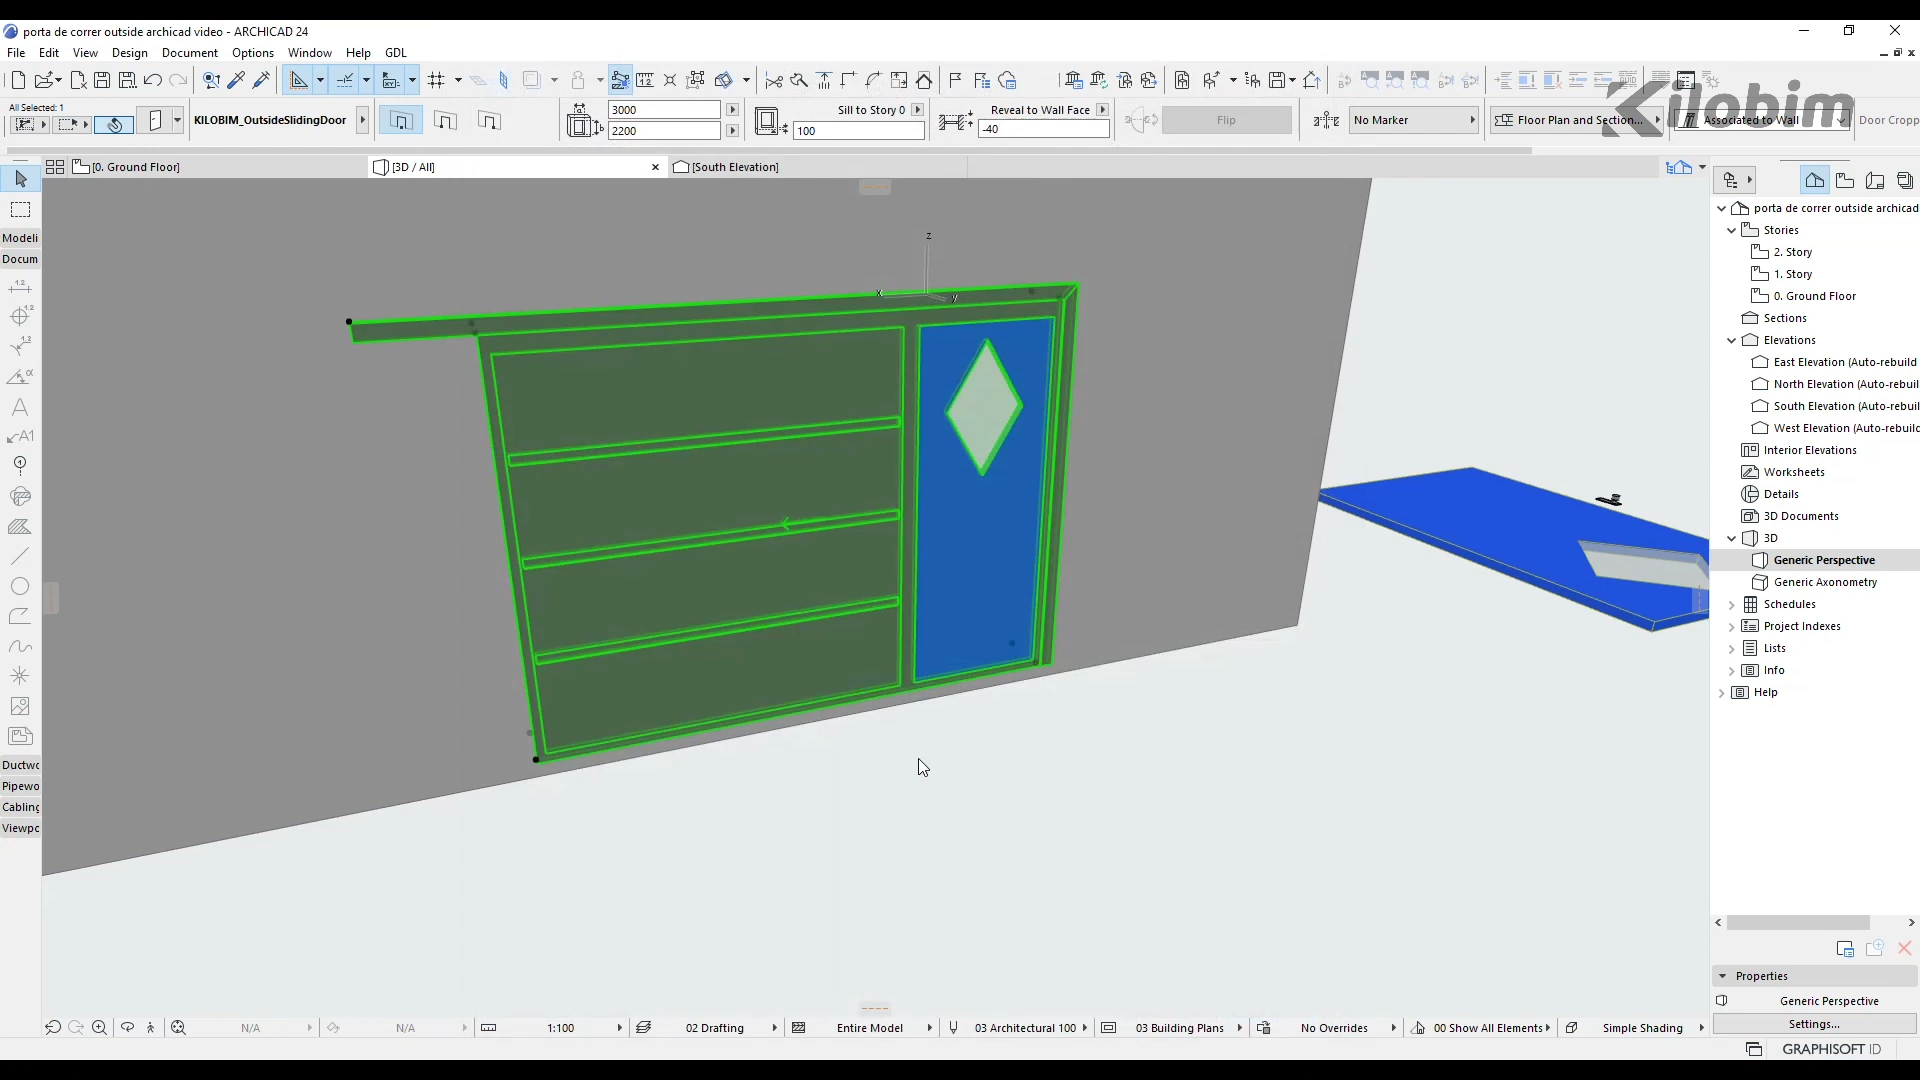 porta de correr outside archicad video - ARCHICAD 24
File Edit View Design Document Options Window Help GDL
All Selected: 1
KILOBIM_OutsideSlidingDoor
3000
2200
Sill to Story 0
100
Reveal to Wall Face
-40
Flip
No Marker
Floor Plan and Section...
Associated to Wall
Door Cropp
Kilobim
[0. Ground Floor]
[3D / All]
[South Elevation]
Modeli
Docum
Ductwo
Pipewo
Cabling
Viewpo
z
x
y
porta de correr outside archicad
Stories
2. Story
1. Story
0. Ground Floor
Sections
Elevations
East Elevation (Auto-rebuild
North Elevation (Auto-rebuil
South Elevation (Auto-rebuil
West Elevation (Auto-rebuild
Interior Elevations
Worksheets
Details
3D Documents
3D
Generic Perspective
Generic Axonometry
Schedules
Project Indexes
Lists
Info
Help
Properties
Generic Perspective
Settings...
N/A
N/A
1:100
02 Drafting
Entire Model
03 Architectural 100
03 Building Plans
No Overrides
00 Show All Elements
Simple Shading
GRAPHISOFT ID